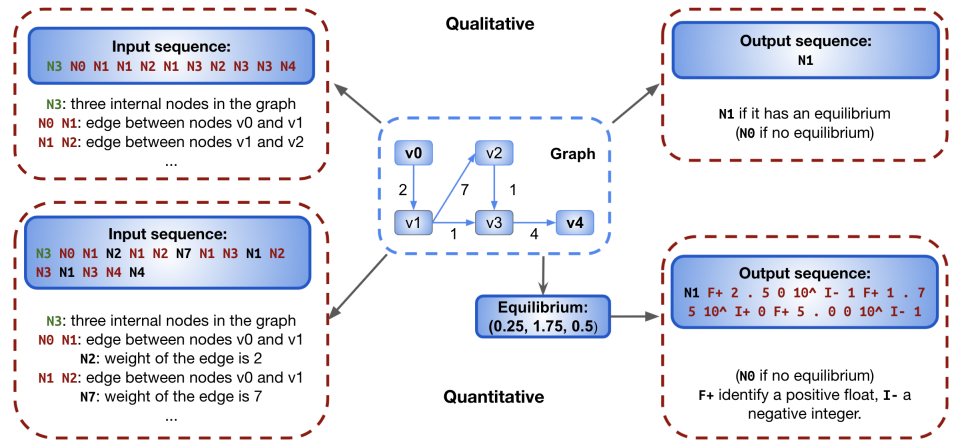 Qualitative
Input sequence:
N3 N0 N1 N1 N2 N1 N3 N2 N3 N3 N4
N3: three internal nodes in the graph
N0 N1: edge between nodes v0 and v1
N1 N2: edge between nodes v1 and v2
...
Output sequence:
N1
N1 if it has an equilibrium
(N0 if no equilibrium)
Graph
v0
v2
2
7
1
v1
v3
v4
1
4
Equilibrium:
(0.25, 1.75, 0.5)
Input sequence:
N3 N0 N1 N2 N1 N2 N7 N1 N3 N1 N2
N3 N1 N3 N4 N4
N3: three internal nodes in the graph
N0 N1: edge between nodes v0 and v1
N2: weight of the edge is 2
N1 N2: edge between nodes v0 and v1
N7: weight of the edge is 7
...
Output sequence:
N1 F+ 2 . 5 0 10^ I- 1 F+ 1 . 7
5 10^ I+ 0 F+ 5 . 0 0 10^ I- 1
(N0 if no equilibrium)
F+ identify a positive float, I- a
negative integer.
Quantitative